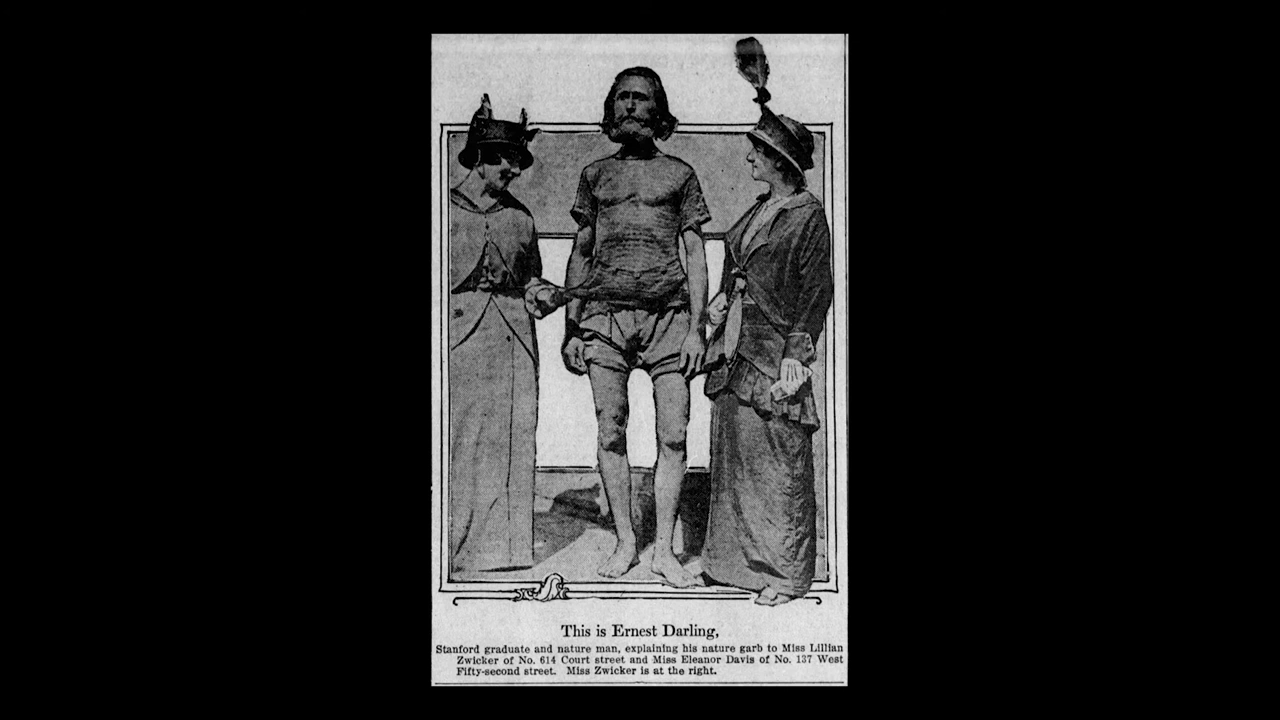 This is Ernest Darling,
Stanford graduate and nature man, explaining his nature garb to Miss Lillian
Zwicker of No. 614 Court street and Miss Eleanor Davis of No. 137 West
Fifty-second street. Miss Zwicker is at the right.